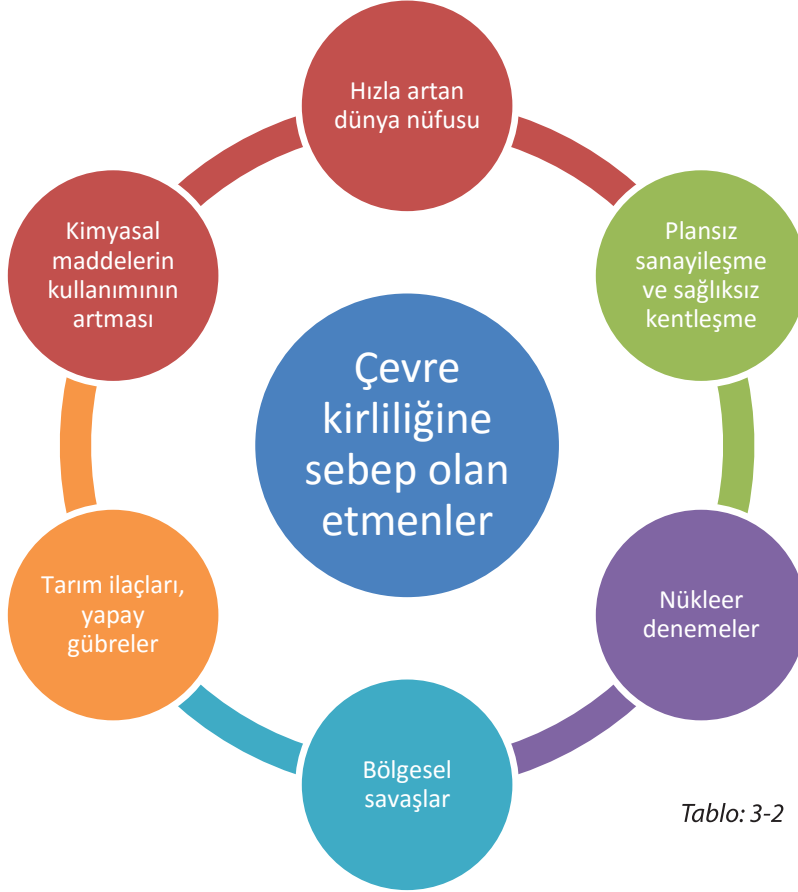 Hızla artan
dünya nüfusu
Plansız
sanayileşme
ve sağlıksız
kentleşme
Nükleer
denemeler
Bölgesel
savaşlar
Tarım ilaçları,
yapay
gübreler
Kimyasal
maddelerin
kullanımının
artması
Çevre
kirliliğine
sebep olan
etmenler
Tablo: 3-2